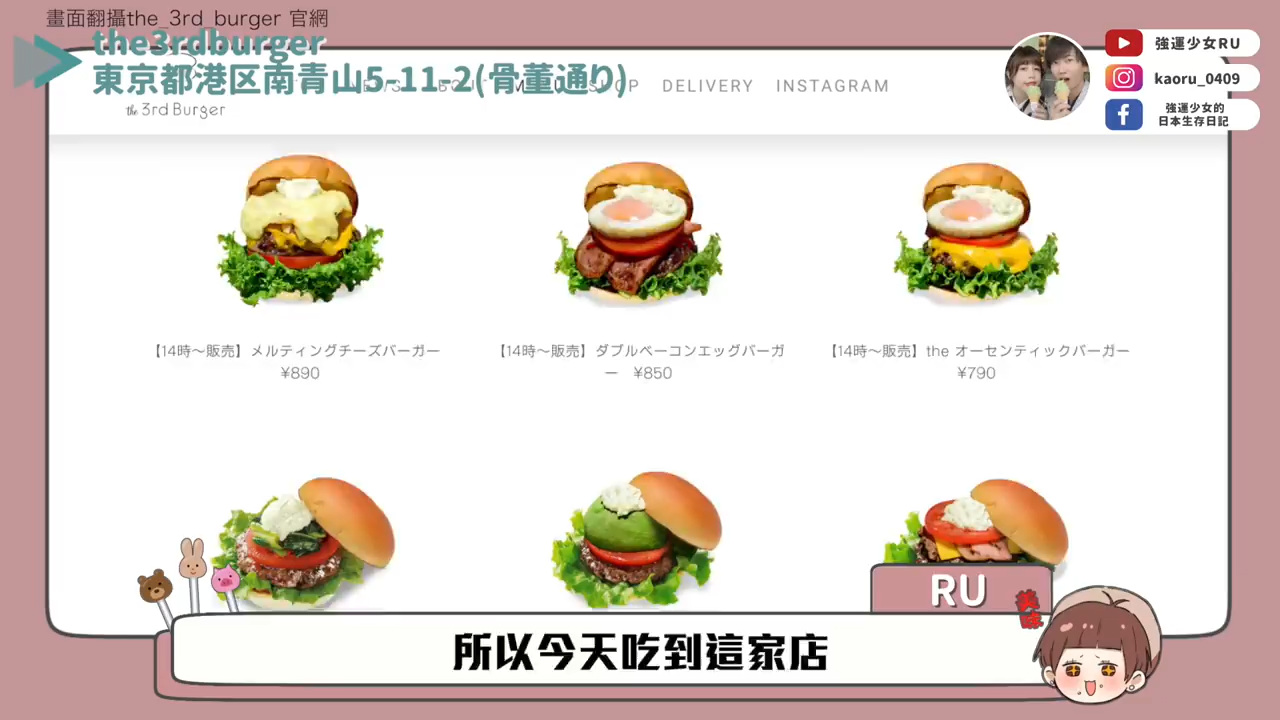 畫面翻攝the_3rd_burger 官網
the3rdburger
東京都港区南青山5-11-2(骨董通り)
DELIVERY INSTAGRAM
the 3rd Burger
強運少女RU
kaoru_0409
強運少女的
日本生存日記
【14時〜販売】メルティングチーズバーガー
¥890
【14時〜販売】ダブルベーコンエッグバーガ
ー ¥850
【14時〜販売】the オーセンティックバーガー
¥790
RU
美味
所以今天吃到這家店